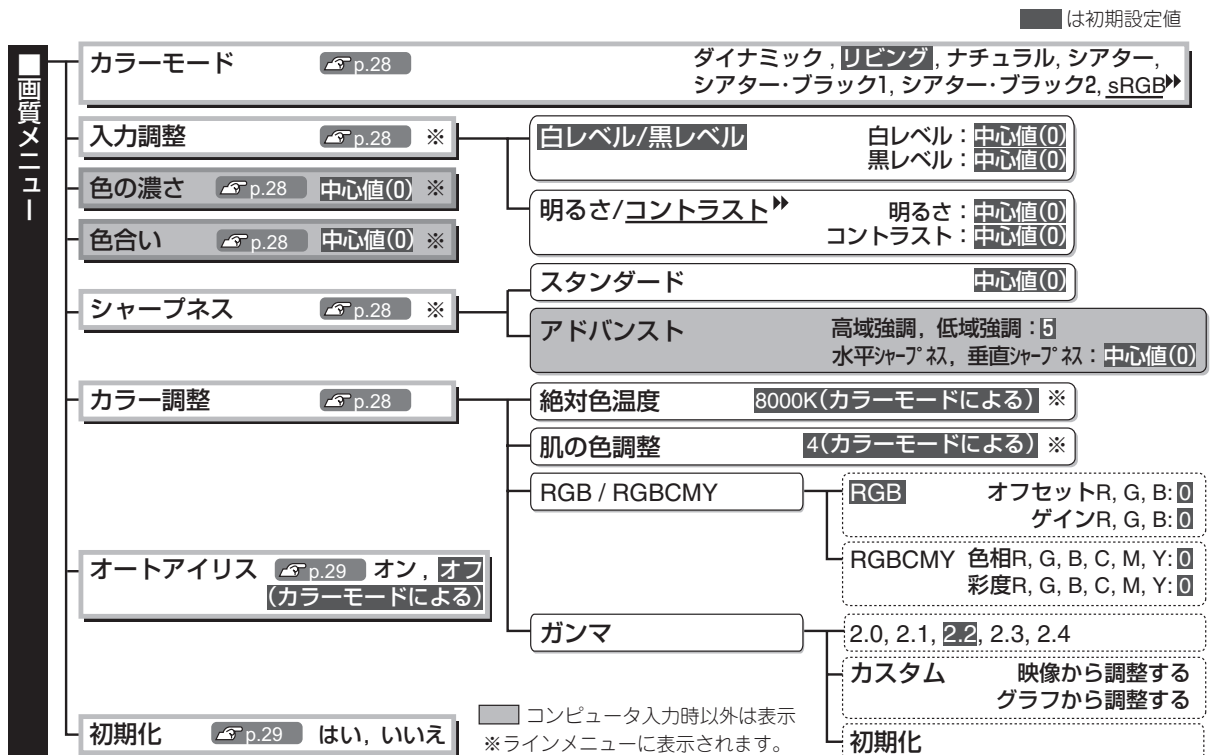 は初期設定値
■画質メニュー
カラーモード p.28 ダイナミック , リビング , ナチュラル, シアター,
シアター・ブラック1, シアター・ブラック2, sRGB
入力調整 p.28 ※
白レベル/黒レベル 白レベル：中心値(0)
黒レベル：中心値(0)
色の濃さ p.28 中心値(0) ※
明るさ/コントラスト 明るさ：中心値(0)
コントラスト：中心値(0)
色合い p.28 中心値(0) ※
シャープネス p.28 ※
スタンダード 中心値(0)
アドバンスト 高域強調, 低域強調：5
水平シャープネス, 垂直シャープネス：中心値(0)
カラー調整 p.28
絶対色温度 8000K(カラーモードによる) ※
肌の色調整 4(カラーモードによる) ※
RGB / RGBCMY
RGB オフセットR, G, B: 0
ゲインR, G, B: 0
RGBCMY 色相R, G, B, C, M, Y: 0
彩度R, G, B, C, M, Y: 0
オートアイリス p.29 オン , オフ
(カラーモードによる)
ガンマ
2.0, 2.1, 2.2, 2.3, 2.4
カスタム 映像から調整する
グラフから調整する
初期化
初期化 p.29 はい, いいえ
コンピュータ入力時以外は表示
※ラインメニューに表示されます。